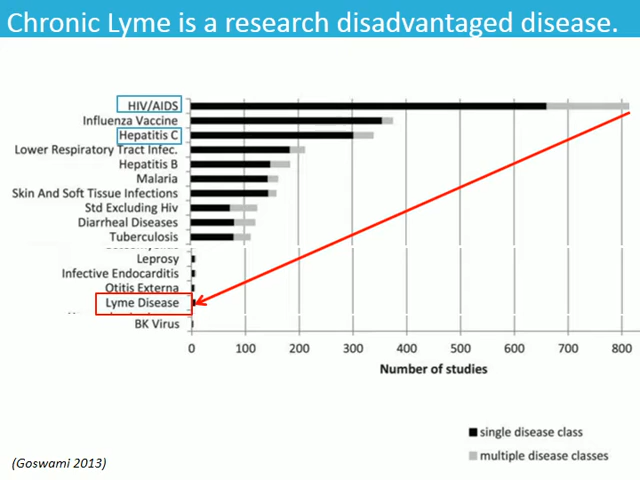 Chronic Lyme is a research disadvantaged disease.
HIV/AIDS
Influenza Vaccine
Hepatitis C
Lower Respiratory Tract Infec.
Hepatitis B
Malaria
Skin And Soft Tissue Infections
Std Excluding Hiv
Diarrheal Diseases
Tuberculosis
Leprosy
Infective Endocarditis
Otitis Externa
Lyme Disease
BK Virus
0 100 200 300 400 500 600 700 800
Number of studies
single disease class
multiple disease classes
(Goswami 2013)